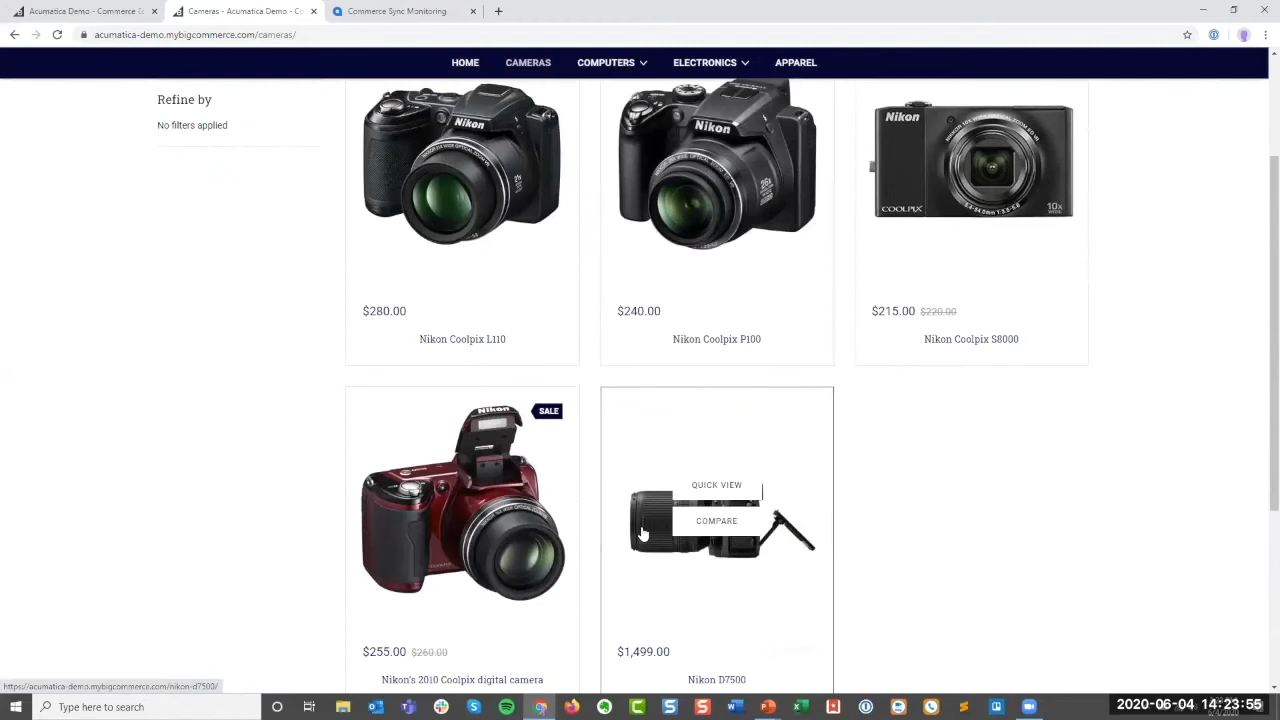 Acumatica Demo - Commerce E
Cameras - Acumatica Demo - Co
Commerce Sync Monitoring
acumatica-demo.mybigcommerce.com/cameras/
HOME CAMERAS COMPUTERS ELECTRONICS APPAREL
Refine by
No filters applied
Nikon
Nikon
Nikon
26x
COOLPIX
10x
WIDE
$280.00
$240.00
$215.00 $220.00
Nikon Coolpix L110
Nikon Coolpix P100
Nikon Coolpix S8000
Nikon
SALE
QUICK VIEW
COMPARE
$255.00 $260.00
$1,499.00
Nikon's 2010 Coolpix digital camera
Nikon D7500
https://acumatica-demo.mybigcommerce.com/nikon-d7500/
Type here to search
2020-06-04 14:23:55